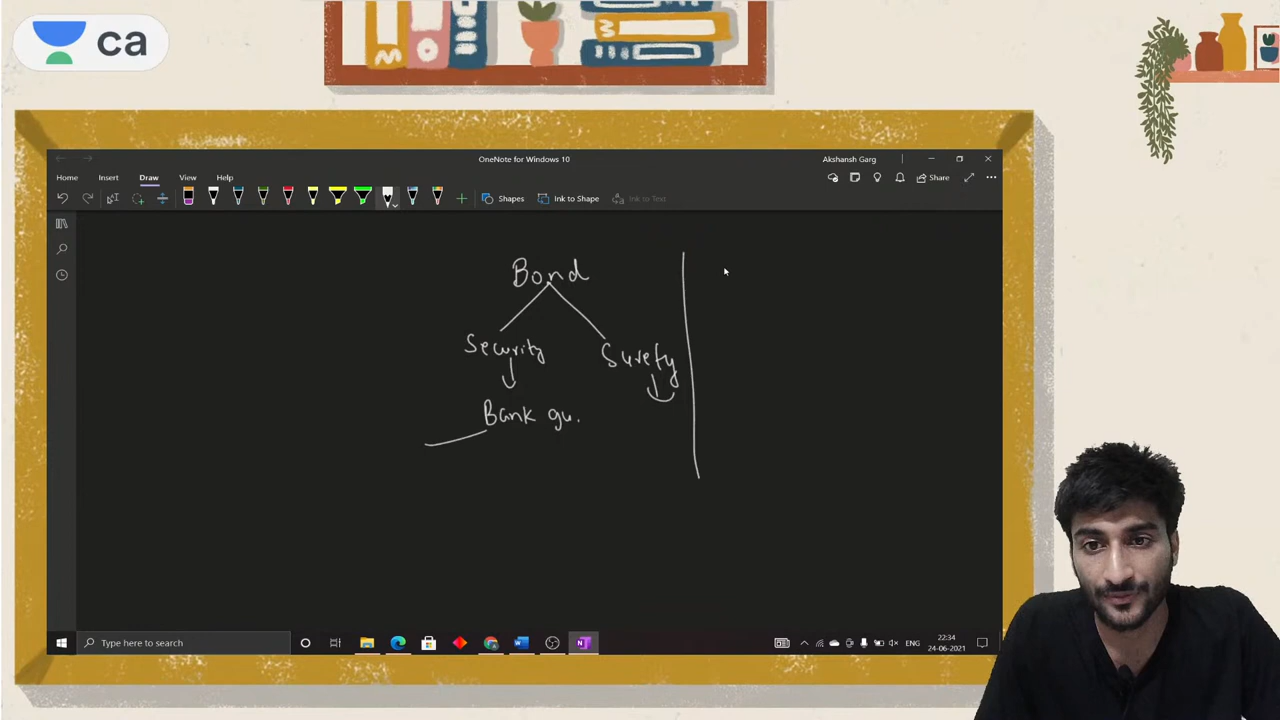 ca
OneNote for Windows 10
Akshansh Garg
Home Insert Draw View Help
Share
Shapes Ink to Shape Ink to Text
Bond
Security Surety
Bank gu.
Type here to search
ENG
22:34
24-06-2021